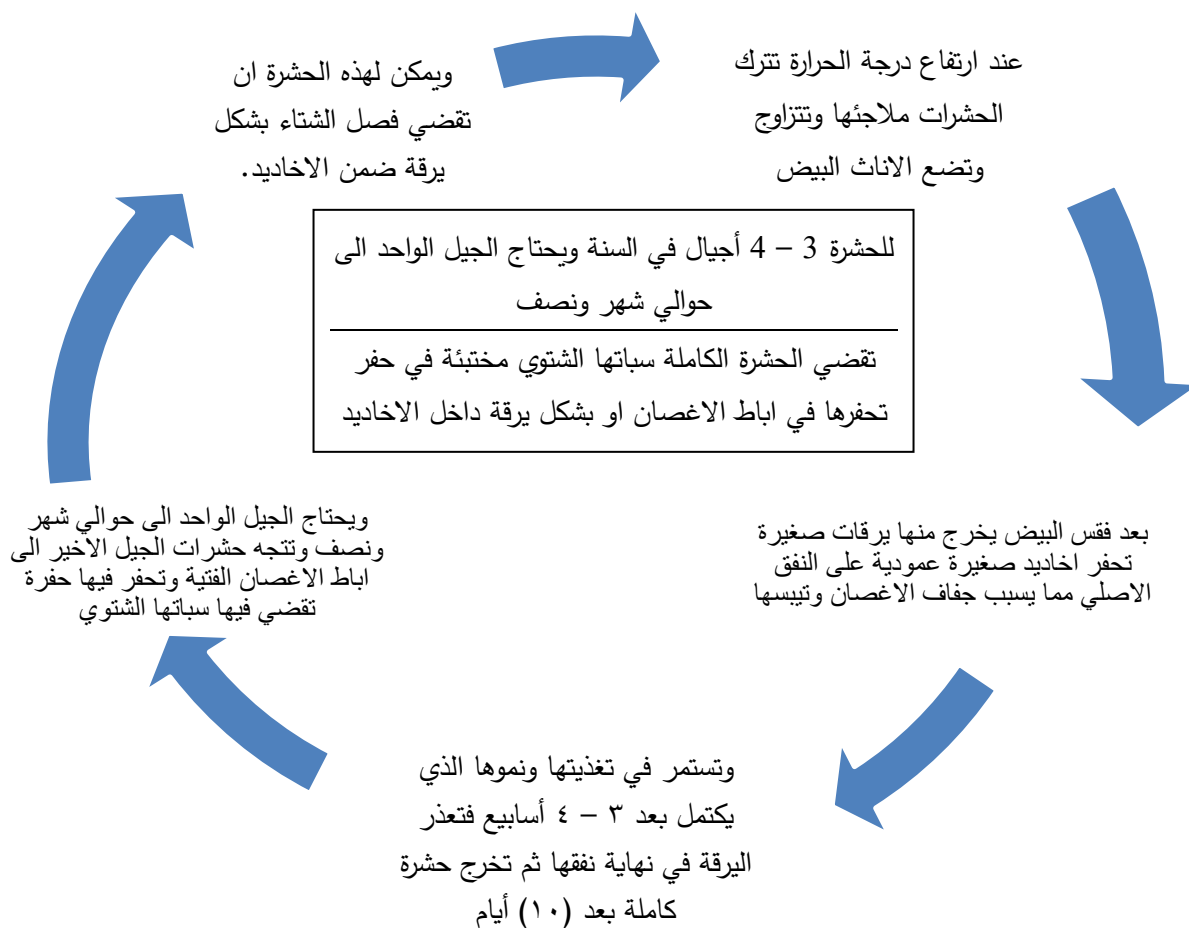 عند ارتفاع درجة الحرارة تترك
الحشرات ملاجئها وتتزاوج
وتضع الاناث البيض
بعد فقس البيض يخرج منها يرقات صغيرة
تحفر اخاديد صغيرة عمودية على النفق
الاصلي مما يسبب جفاف الاغصان وتيبسها
وتستمر في تغذيتها ونموها الذي
يكتمل بعد ٣ – ٤ أسابيع فتعذر
اليرقة في نهاية نفقها ثم تخرج حشرة
كاملة بعد (١٠) أيام
ويحتاج الجيل الواحد الى حوالي شهر
ونصف وتتجه حشرات الجيل الاخير الى
اباط الاغصان الفتية وتحفر فيها حفرة
تقضي فيها سباتها الشتوي
ويمكن لهذه الحشرة ان
تقضي فصل الشتاء بشكل
يرقة ضمن الاخاديد.
للحشرة 3 – 4 أجيال في السنة ويحتاج الجيل الواحد الى
حوالي شهر ونصف
تقضي الحشرة الكاملة سباتها الشتوي مختبئة في حفر
تحفرها في اباط الاغصان او بشكل يرقة داخل الاخاديد